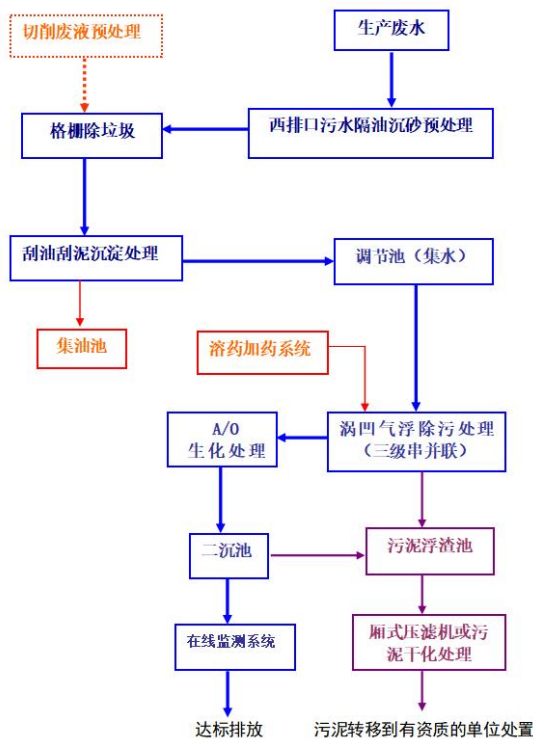 切削废液预处理
生产废水
格栅除垃圾
西排口污水隔油沉砂预处理
刮油刮泥沉淀处理
调节池（集水）
集油池
溶药加药系统
A/O
生化处理
涡凹气浮除污处理
（三级串并联）
二沉池
污泥浮渣池
在线监测系统
厢式压滤机或污
泥干化处理
达标排放
污泥转移到有资质的单位处置